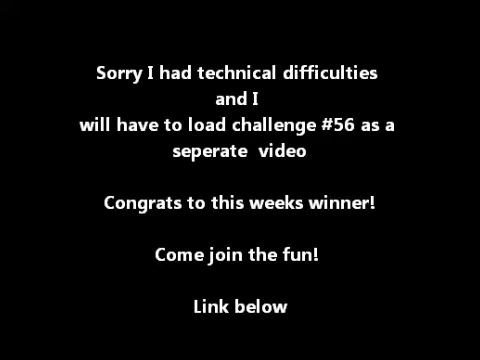 Sorry I had technical difficulties
and I
will have to load challenge #56 as a
seperate video
Congrats to this weeks winner!
Come join the fun!
Link below